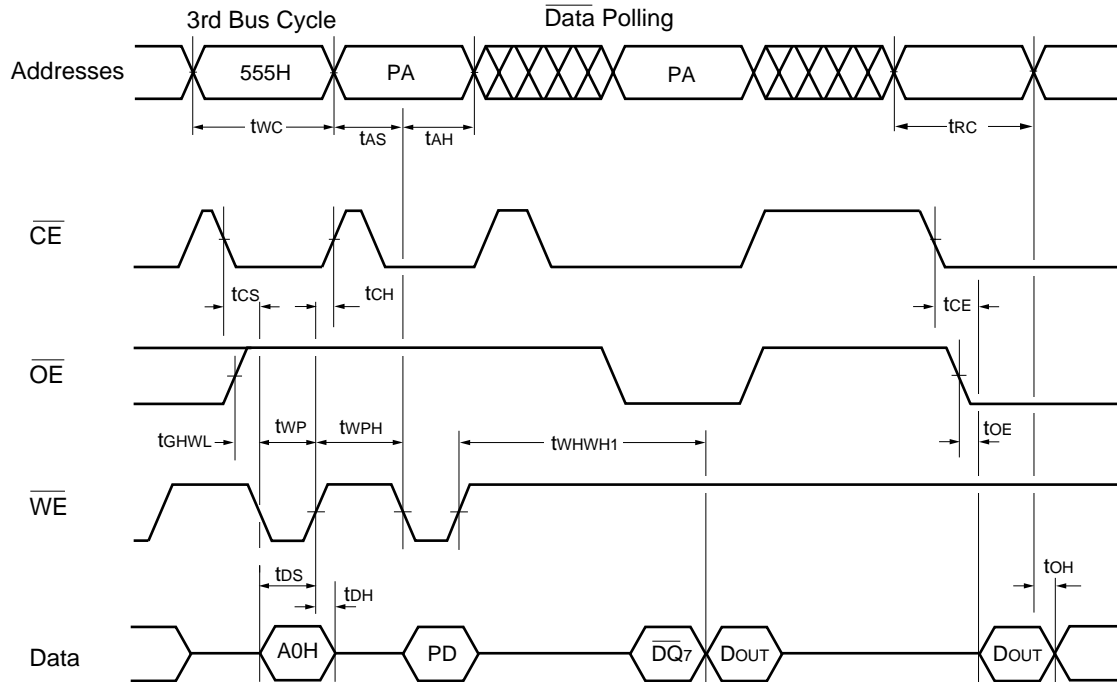 3rd Bus Cycle
Data Polling
Addresses
555H
PA
PA
tWC
tAS
tAH
tRC
CE
tCS
tCH
tCE
OE
tGHWL
tWP
tWPH
tWHWH1
tOE
WE
tDS
tDH
tOH
Data
A0H
PD
DQ7
DOUT
DOUT